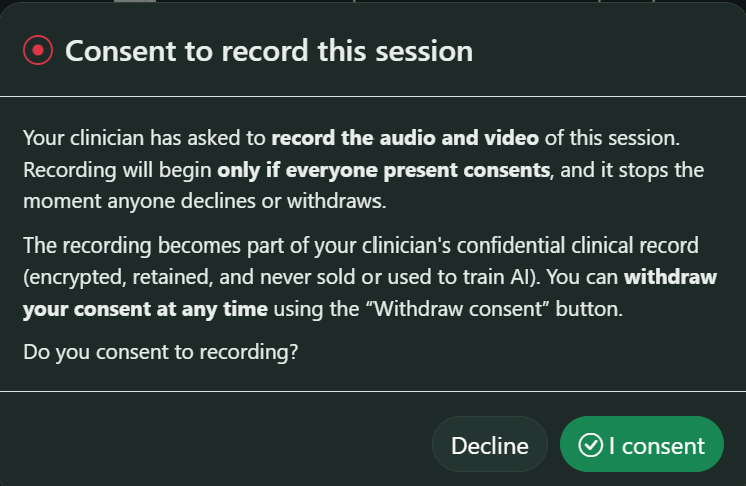 Consent to record this session
Your clinician has asked to record the audio and video of this session.
Recording will begin only if everyone present consents, and it stops the
moment anyone declines or withdraws.
The recording becomes part of your clinician's confidential clinical record
(encrypted, retained, and never sold or used to train AI). You can withdraw
your consent at any time using the “Withdraw consent” button.
Do you consent to recording?
Decline
I consent